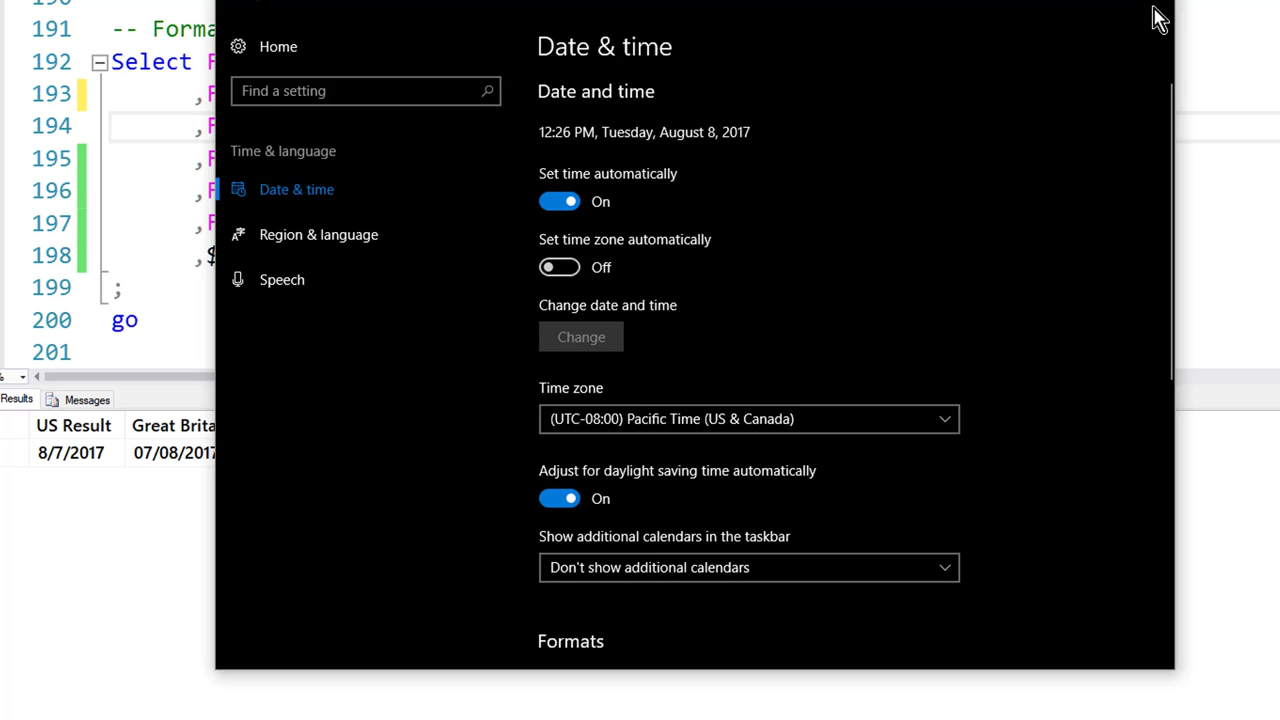 191 -- Forma
192 Select F
193 ,F
194 ,F
195 ,F
196 ,F
197 ,F
198 ,$
199 ;
200 go
201
Results Messages
US Result Great Brita
8/7/2017 07/08/2017
Home
Find a setting
Time & language
Date & time
Region & language
Speech
Date & time
Date and time
12:26 PM, Tuesday, August 8, 2017
Set time automatically
On
Set time zone automatically
Off
Change date and time
Change
Time zone
(UTC-08:00) Pacific Time (US & Canada)
Adjust for daylight saving time automatically
On
Show additional calendars in the taskbar
Don't show additional calendars
Formats